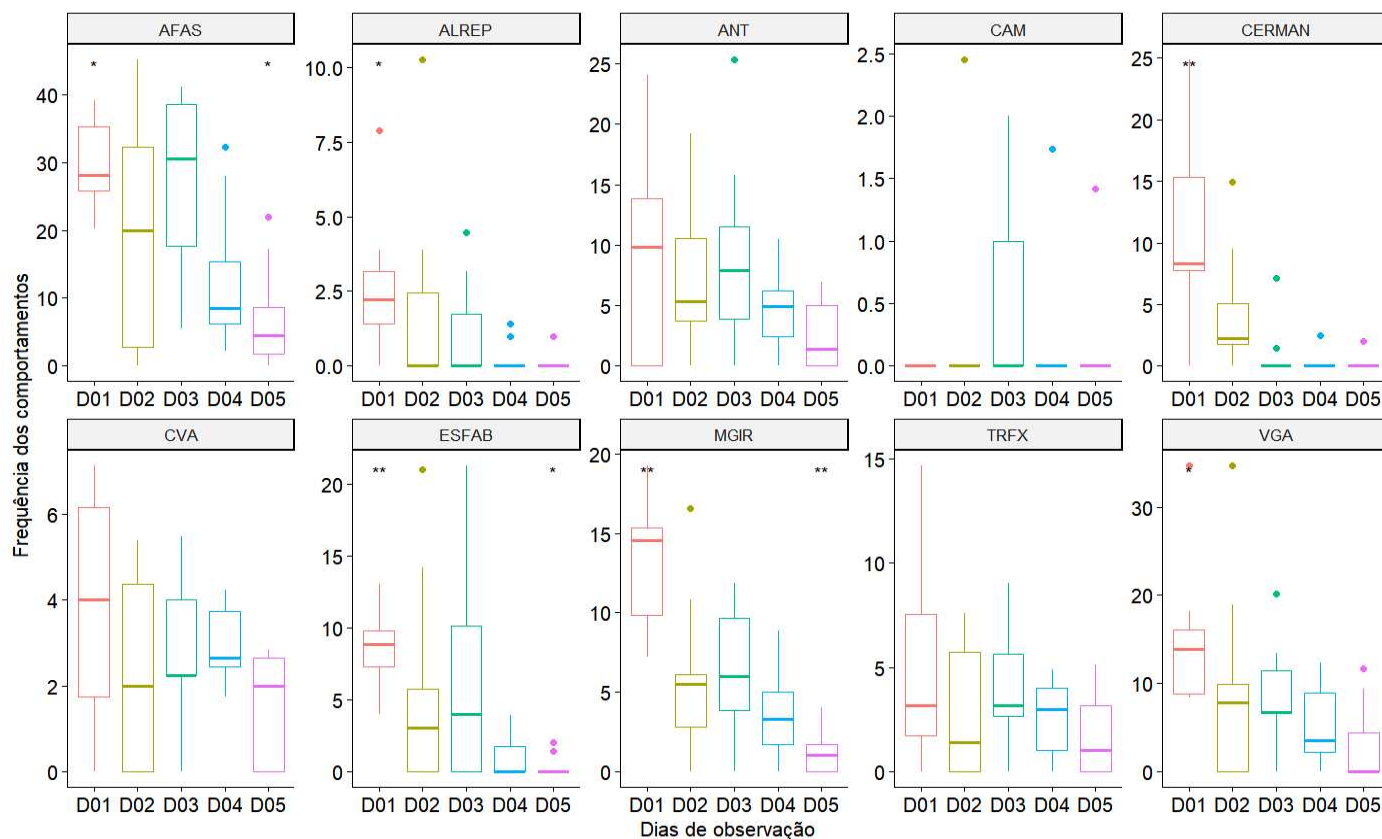 AFAS ALREP ANT CAM CERMAN
* * * **
40 30 20 10 0
10.0 7.5 5.0 2.5 0.0
25 20 15 10 5 0
2.5 2.0 1.5 1.0 0.5 0.0
25 20 15 10 5 0
D01 D02 D03 D04 D05 D01 D02 D03 D04 D05 D01 D02 D03 D04 D05 D01 D02 D03 D04 D05 D01 D02 D03 D04 D05
Frequência dos comportamentos
CVA ESFAB MGIR TRFX VGA
** * ** ** *
6 4 2 0
20 15 10 5 0
20 15 10 5 0
15 10 5 0
30 20 10 0
D01 D02 D03 D04 D05 D01 D02 D03 D04 D05 D01 D02 D03 D04 D05 D01 D02 D03 D04 D05 D01 D02 D03 D04 D05
Dias de observação